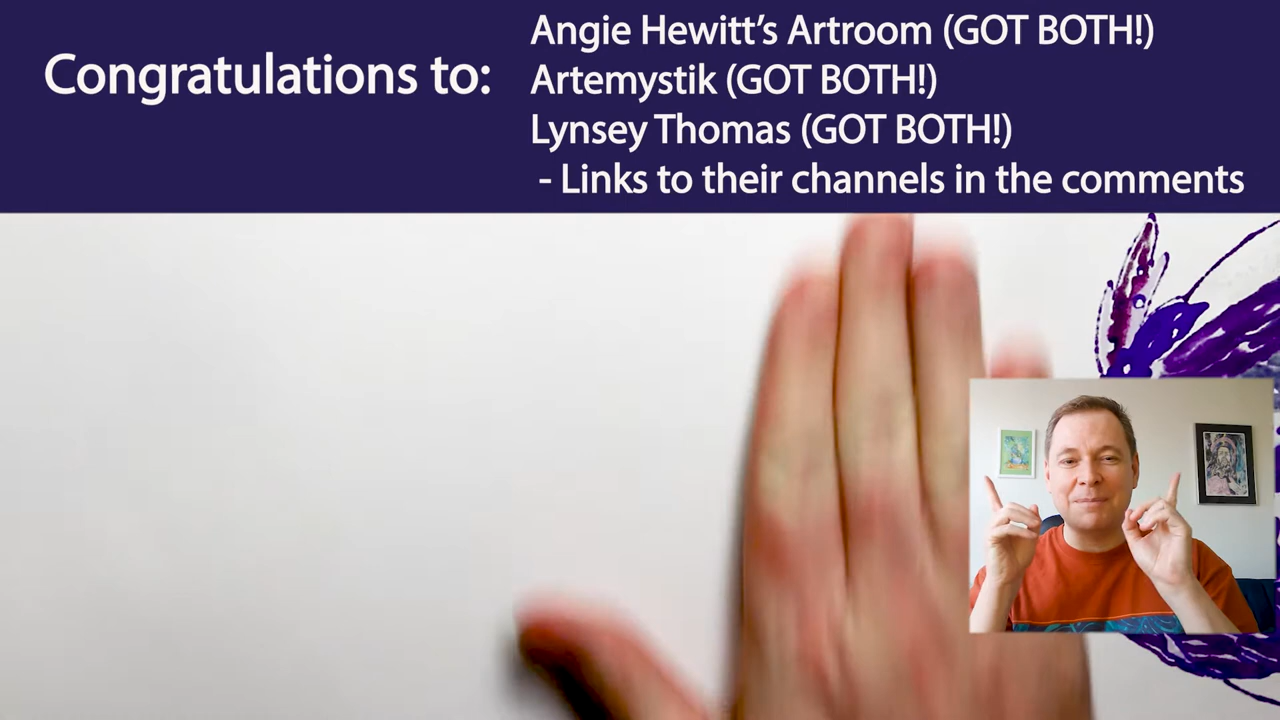 Congratulations to:
Angie Hewitt’s Artroom (GOT BOTH!)
Artemystik (GOT BOTH!)
Lynsey Thomas (GOT BOTH!)
- Links to their channels in the comments